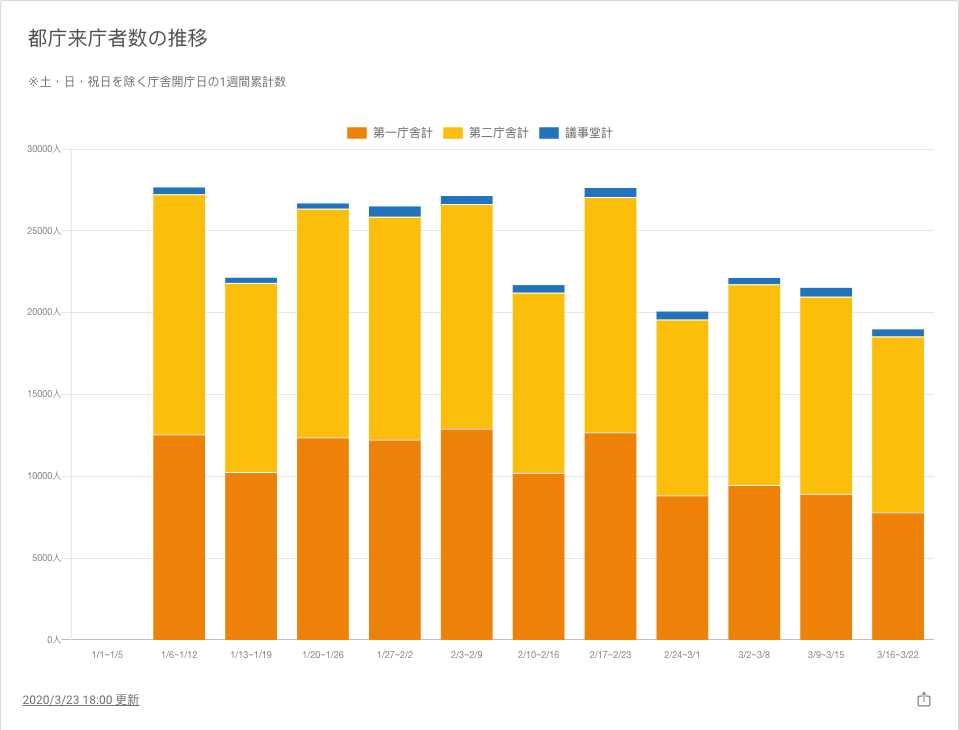 都庁来庁者数の推移
※土・日・祝日を除く庁舎開庁日の1週間累計数
第一庁舎計 第二庁舎計 議事堂計
30000人
25000人
20000人
15000人
10000人
5000人
0人
1/1~1/5 1/6~1/12 1/13~1/19 1/20~1/26 1/27~2/2 2/3~2/9 2/10~2/16 2/17~2/23 2/24~3/1 3/2~3/8 3/9~3/15 3/16~3/22
2020/3/23 18:00 更新